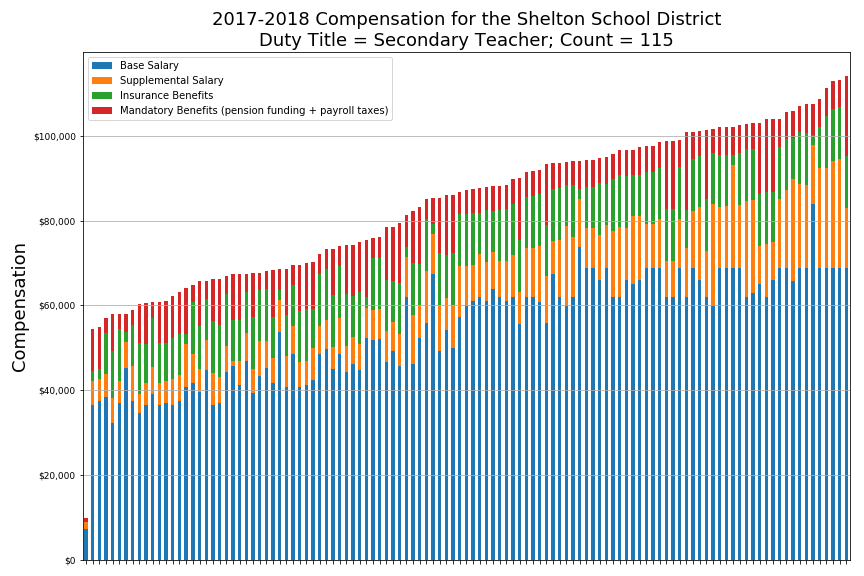 2017-2018 Compensation for the Shelton School District
Duty Title = Secondary Teacher; Count = 115
Base Salary
Supplemental Salary
Insurance Benefits
Mandatory Benefits (pension funding + payroll taxes)
$100,000
$80,000
$60,000
$40,000
$20,000
$0
Compensation